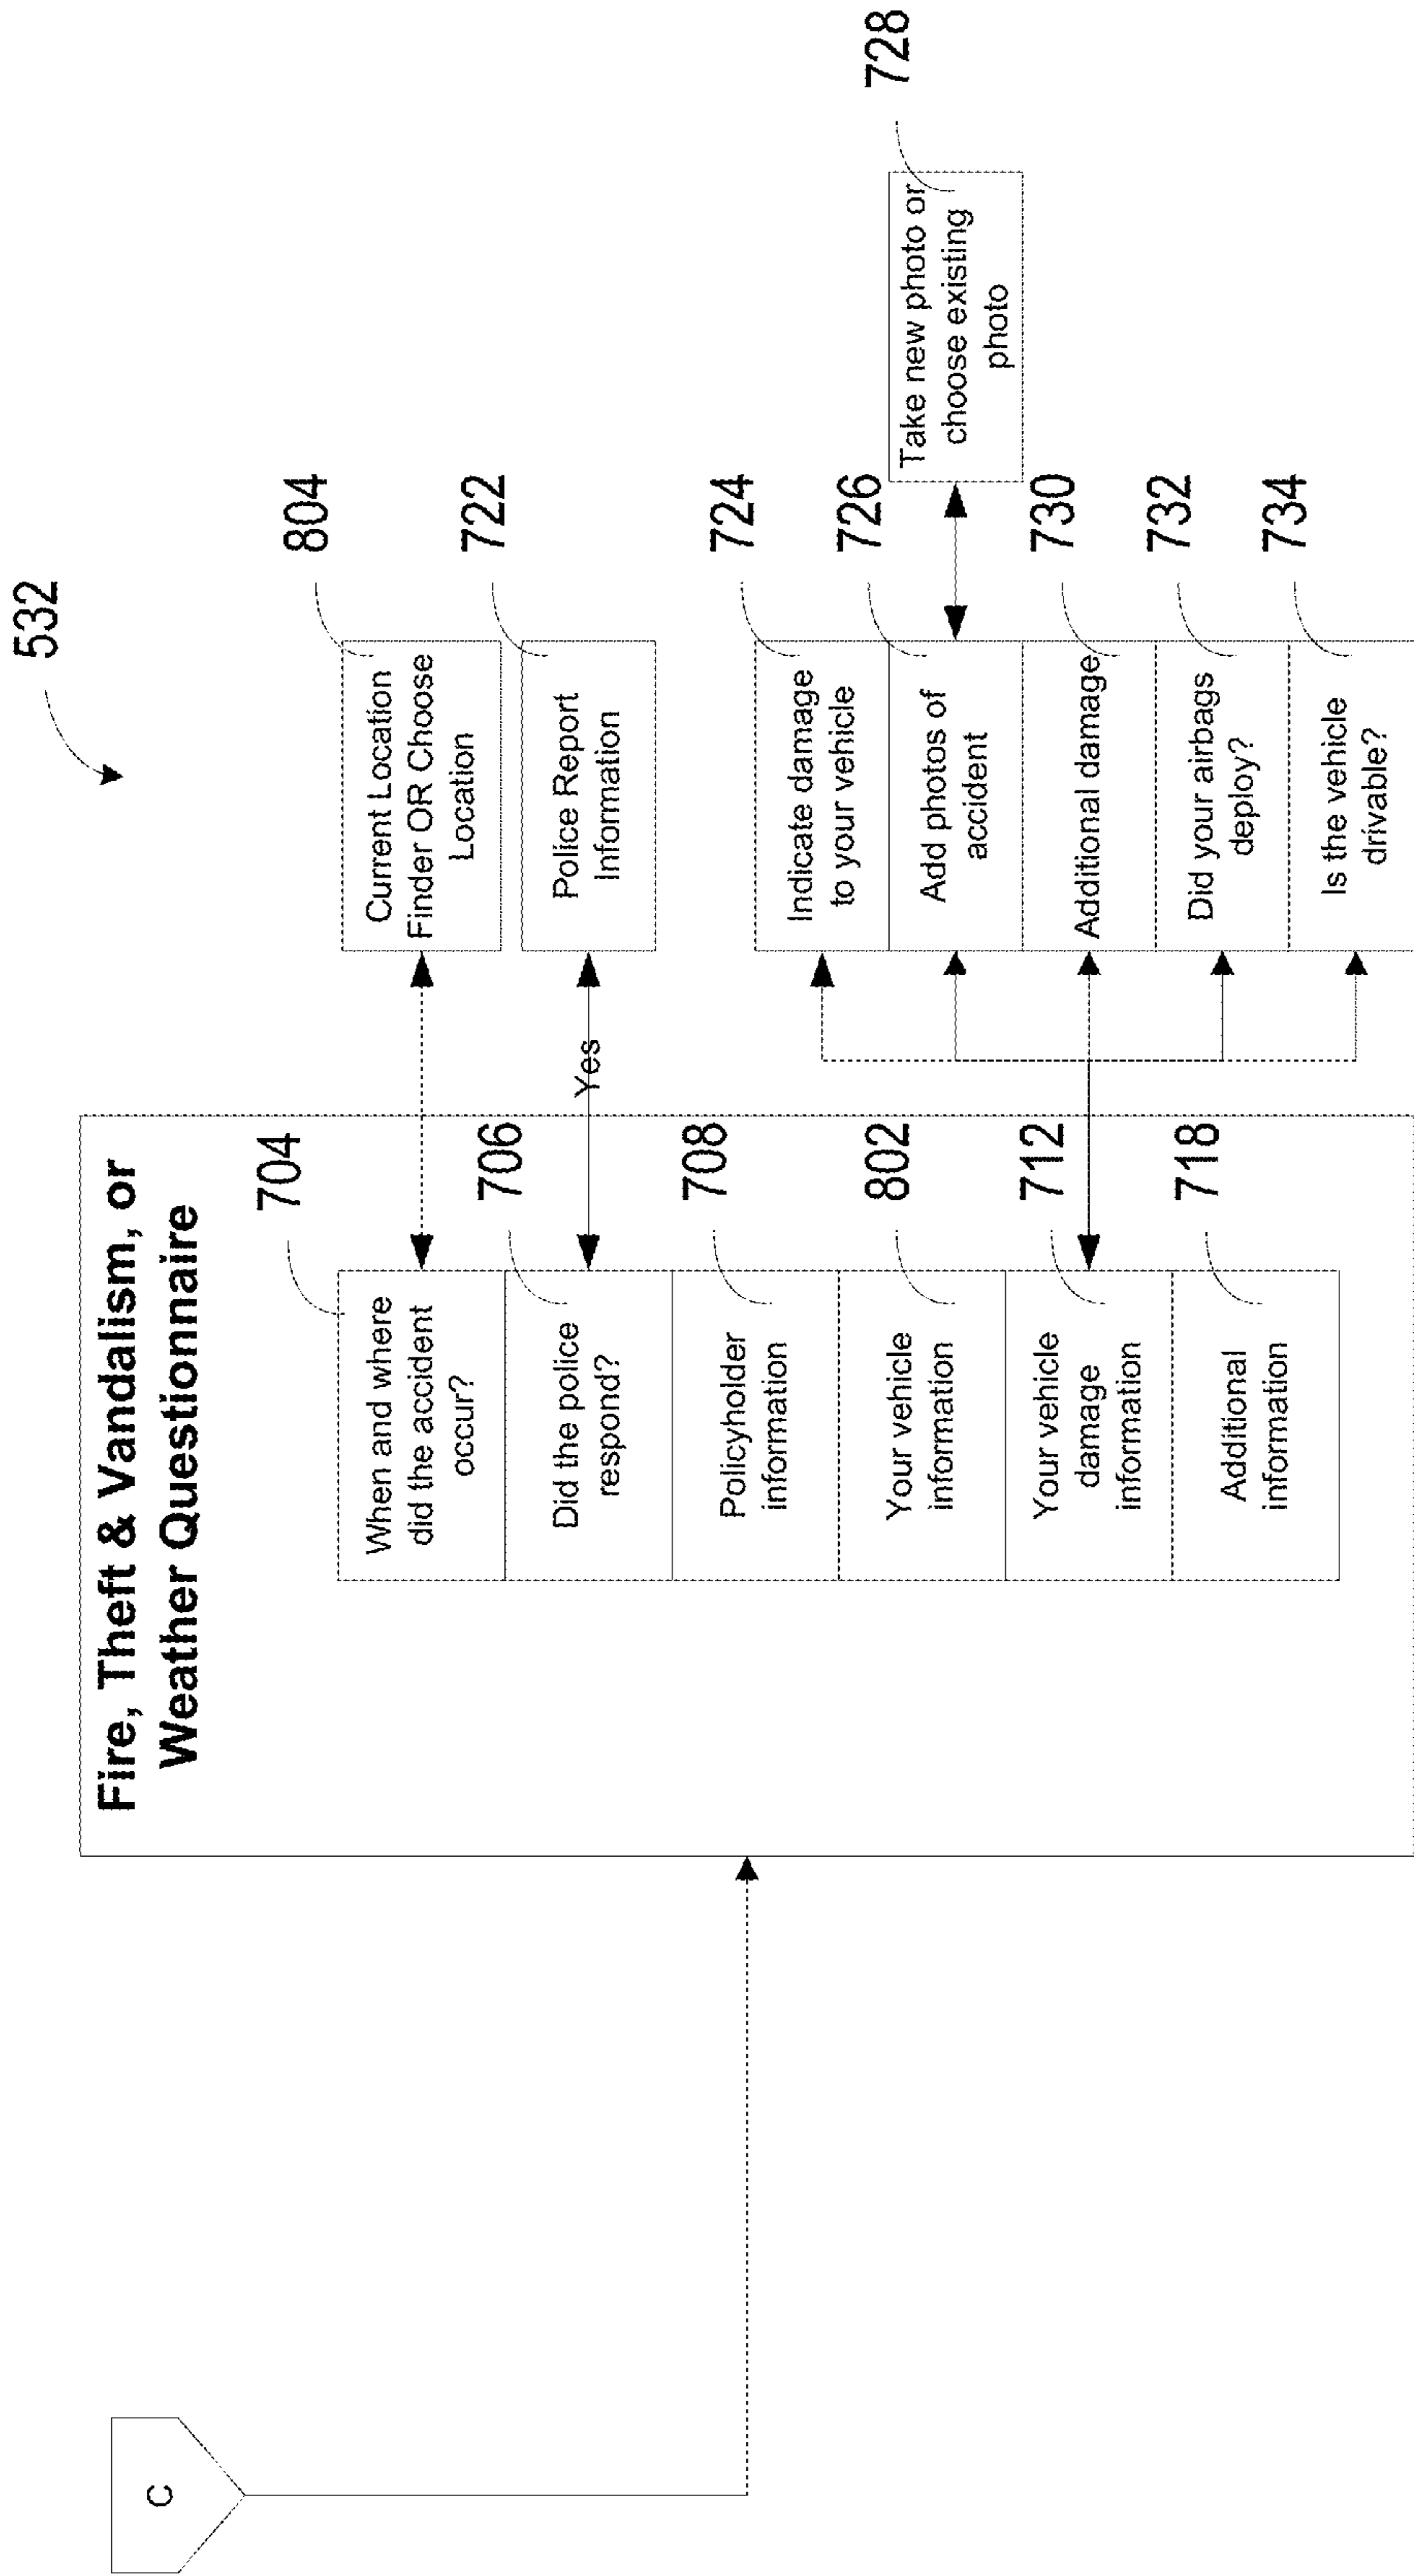 532
C
Fire, Theft & Vandalism, or
Weather Questionnaire
704
When and where
did the accident
occur?
706
Did the police
respond?
708
Policyholder
information
802
Your vehicle
information
712
Your vehicle
damage
information
718
Additional
information
804
Current Location
Finder OR Choose
Location
Yes
722
Police Report
Information
724
Indicate damage
to your vehicle
726
Add photos of
accident
730
Additional damage
732
Did your airbags
deploy?
734
Is the vehicle
drivable?
728
Take new photo or
choose existing
photo